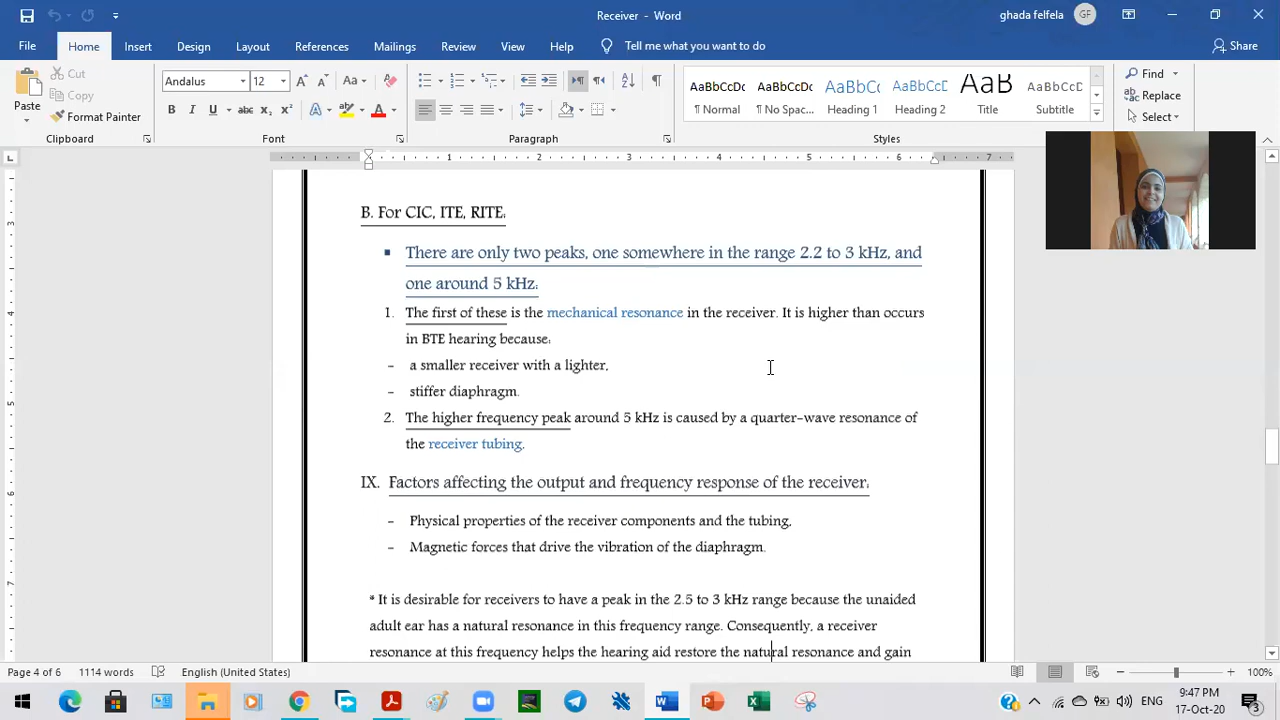 Receiver - Word
ghada felfela
File Home Insert Design Layout References Mailings Review View Help Tell me what you want to do Share
Cut
Copy
Format Painter
Paste
Clipboard
Andalus 12
Font
Paragraph
AaBbCcDc AaBbCcDc AaBbCc AaBbCcD AaB AaBbCcD
¶ Normal ¶ No Spac... Heading 1 Heading 2 Title Subtitle
Styles
Find
Replace
Select
1 2 3 4 5 6 7
B. For CIC, ITE, RITE:
▪ There are only two peaks, one somewhere in the range 2.2 to 3 kHz, and
one around 5 kHz:
1. The first of these is the mechanical resonance in the receiver. It is higher than occurs
in BTE hearing because:
- a smaller receiver with a lighter,
- stiffer diaphragm.
2. The higher frequency peak around 5 kHz is caused by a quarter-wave resonance of
the receiver tubing.
IX. Factors affecting the output and frequency response of the receiver:
- Physical properties of the receiver components and the tubing,
- Magnetic forces that drive the vibration of the diaphragm.
* It is desirable for receivers to have a peak in the 2.5 to 3 kHz range because the unaided
adult ear has a natural resonance in this frequency range. Consequently, a receiver
resonance at this frequency helps the hearing aid restore the natural resonance and gain
Page 4 of 6 1114 words English (United States) 100%
ENG
9:47 PM
17-Oct-20